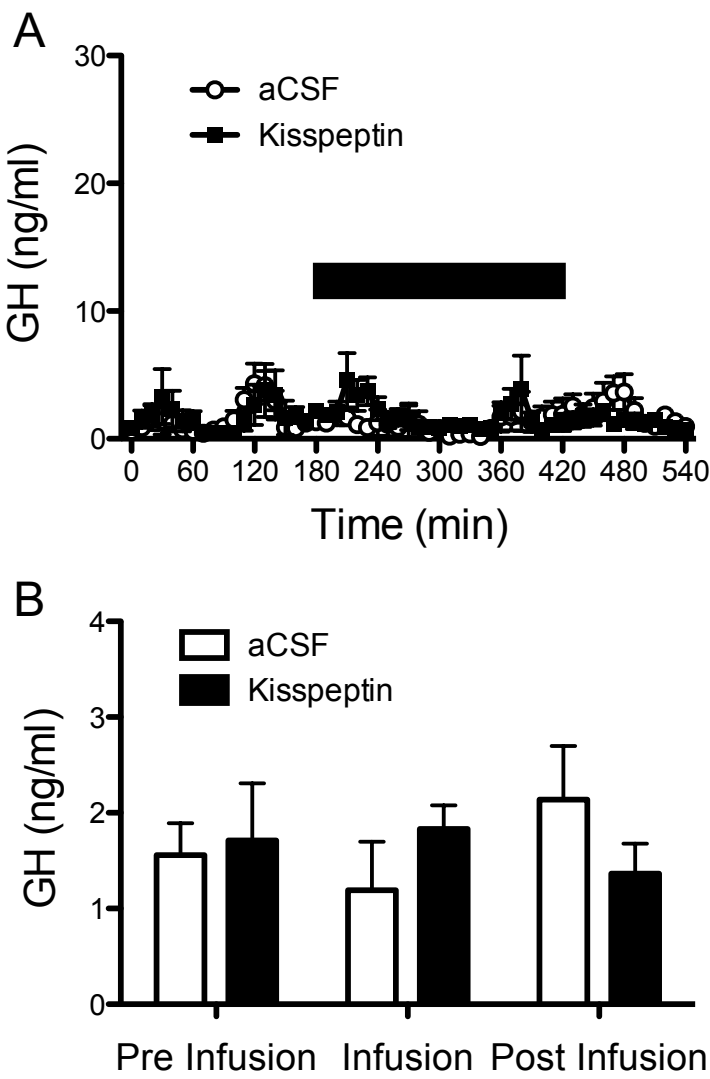 A
30
20
10
0
GH (ng/ml)
aCSF
Kisspeptin
0 60 120 180 240 300 360 420 480 540
Time (min)
B
4
3
2
1
0
GH (ng/ml)
aCSF
Kisspeptin
Pre Infusion Infusion Post Infusion